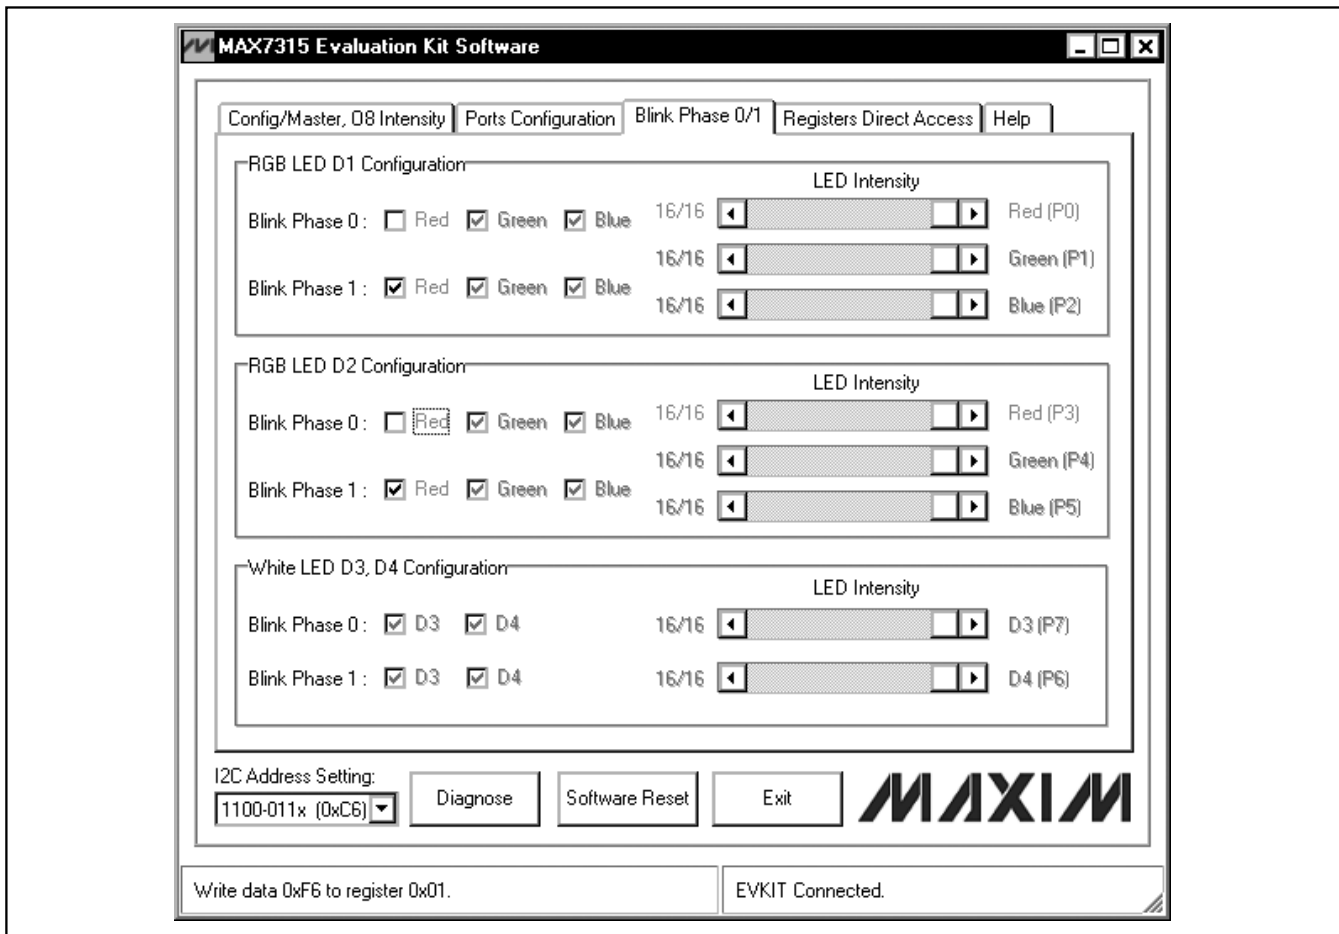 MAX7315 Evaluation Kit Software
Config/Master, O8 Intensity Ports Configuration Blink Phase 0/1 Registers Direct Access Help
RGB LED D1 Configuration
LED Intensity
Blink Phase 0 : Red Green Blue
16/16 Red (P0)
16/16 Green (P1)
Blink Phase 1 : Red Green Blue
16/16 Blue (P2)
RGB LED D2 Configuration
LED Intensity
Blink Phase 0 : Red Green Blue
16/16 Red (P3)
16/16 Green (P4)
Blink Phase 1 : Red Green Blue
16/16 Blue (P5)
White LED D3, D4 Configuration
LED Intensity
Blink Phase 0 : D3 D4 16/16 D3 (P7)
Blink Phase 1 : D3 D4 16/16 D4 (P6)
I2C Address Setting:
1100-011x (0xC6) Diagnose Software Reset Exit MAXIM
Write data 0xF6 to register 0x01. EVKIT Connected.